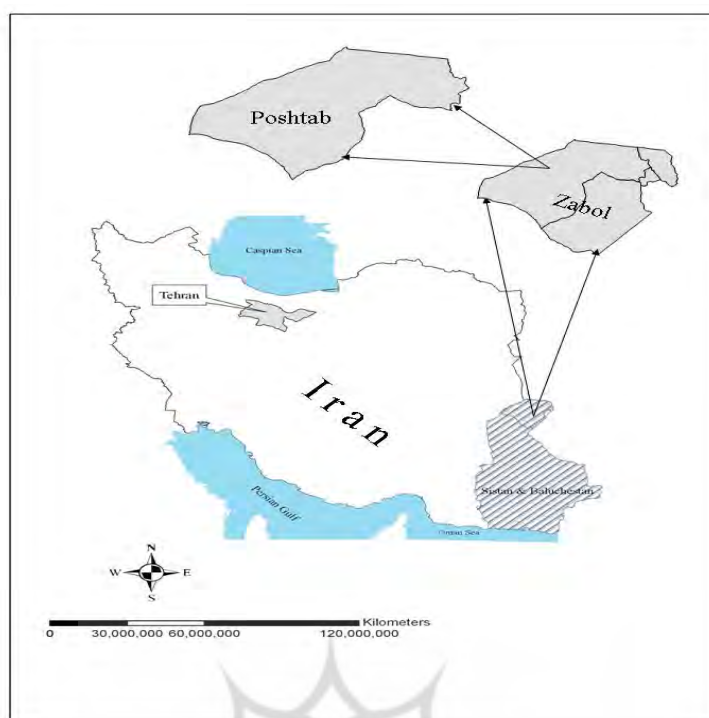 Poshtab
Zabol
Caspian Sea
Tehran
Iran
Sistan & Baluchestan
Persian Gulf
Oman Sea
N
W E
S
Kilometers
0 30,000,000 60,000,000 120,000,000